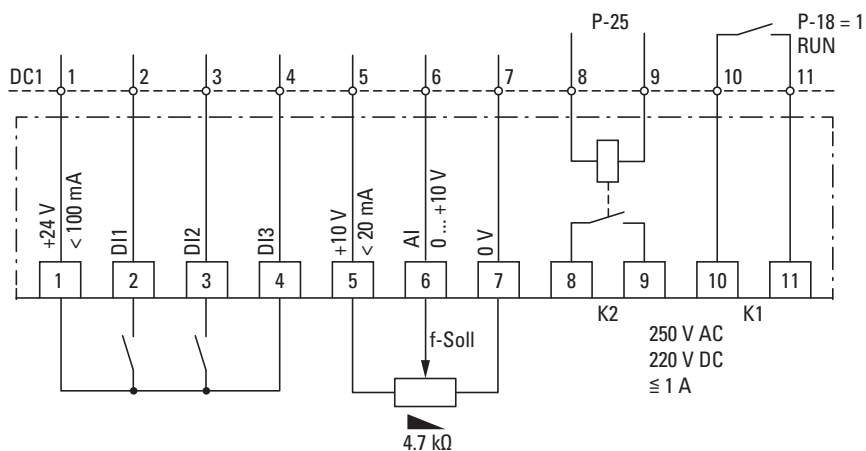 P-25 P-18 = 1
RUN
DC1 1 2 3 4 5 6 7 8 9 10 11
+24 V
< 100 mA
DI1
DI2
DI3
+10 V
< 20 mA
AI
0 ... +10 V
0 V
1 2 3 4 5 6 7 8 9 10 11
K2 K1
f-Soll
250 V AC
220 V DC
≦ 1 A
4.7 kΩ